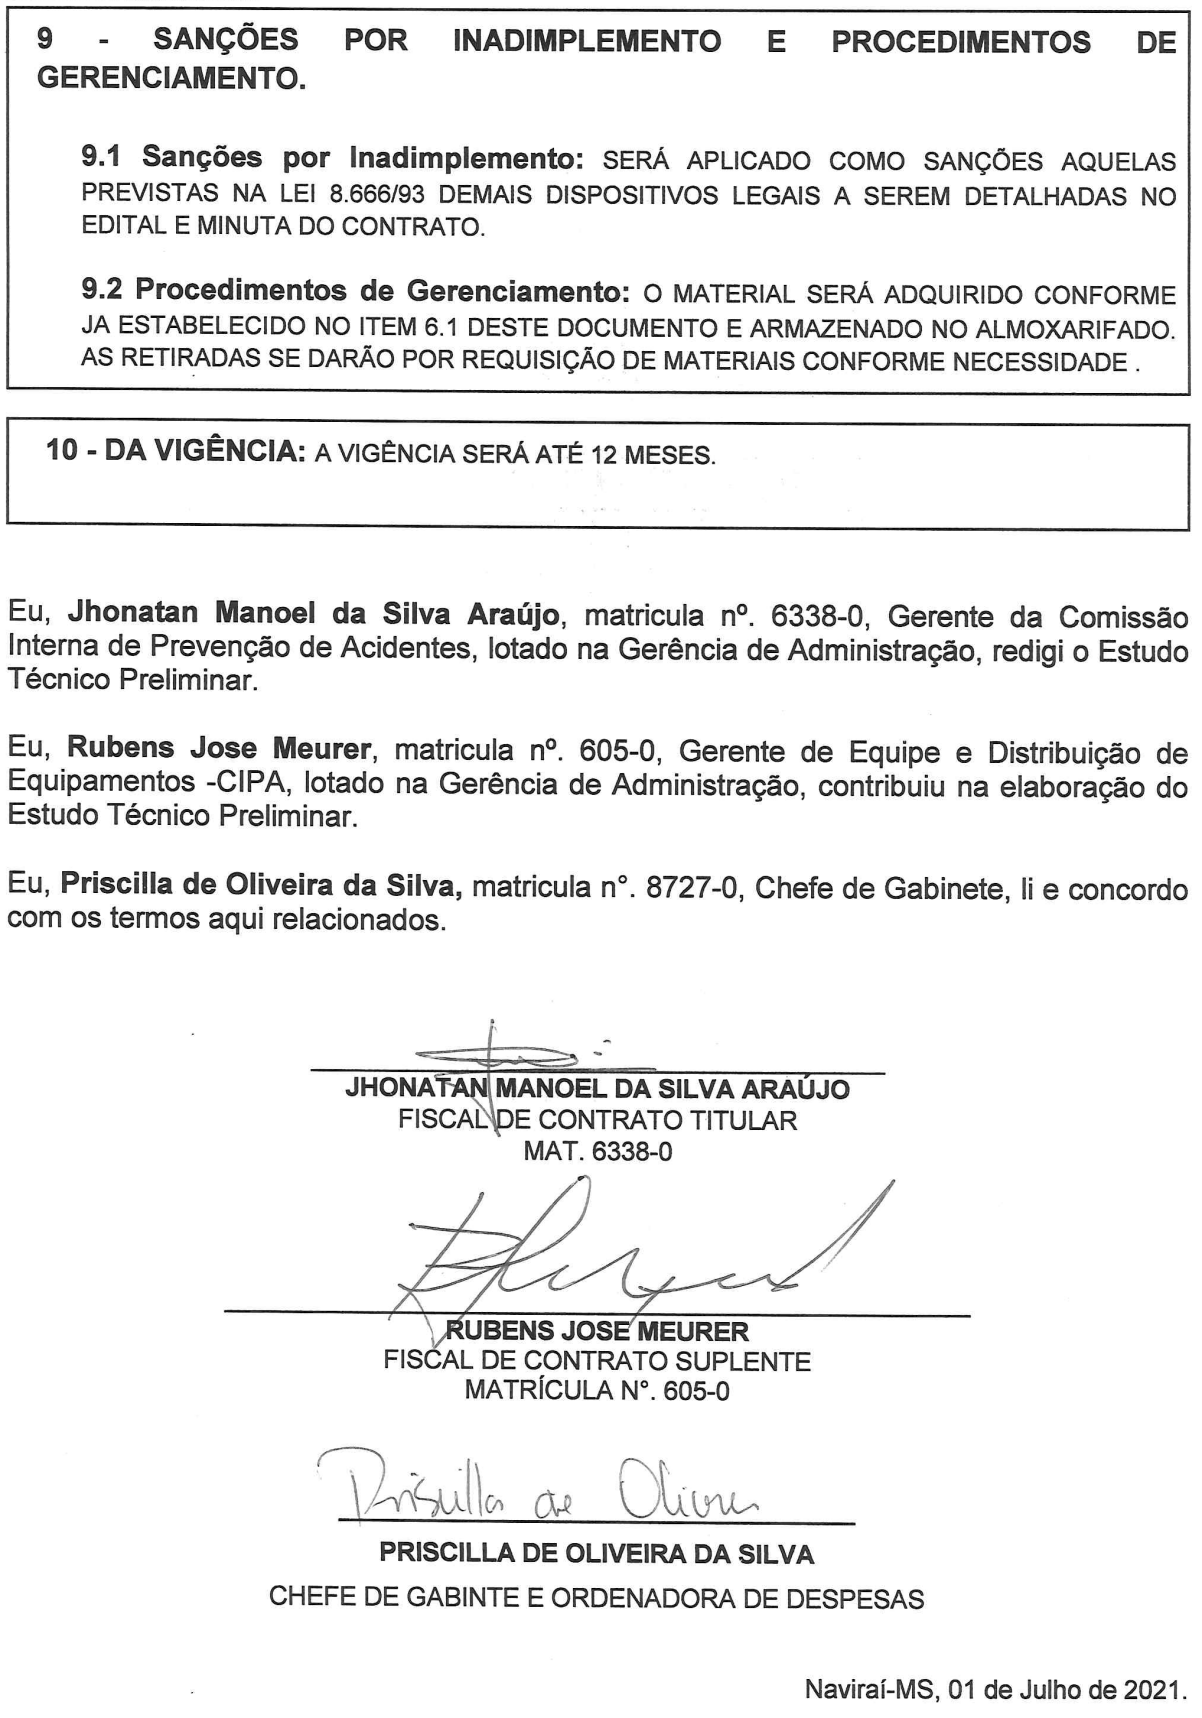 9 - SANÇÕES POR INADIMPLEMENTO E PROCEDIMENTOS DE
GERENCIAMENTO.
9.1 Sanções por Inadimplemento: SERÁ APLICADO COMO SANÇÕES AQUELAS
PREVISTAS NA LEI 8.666/93 DEMAIS DISPOSITIVOS LEGAIS A SEREM DETALHADAS NO
EDITAL E MINUTA DO CONTRATO.
9.2 Procedimentos de Gerenciamento: O MATERIAL SERÁ ADQUIRIDO CONFORME
JA ESTABELECIDO NO ITEM 6.1 DESTE DOCUMENTO E ARMAZENADO NO ALMOXARIFADO.
AS RETIRADAS SE DARÃO POR REQUISIÇÃO DE MATERIAIS CONFORME NECESSIDADE .
10 - DA VIGÊNCIA: A VIGÊNCIA SERÁ ATÉ 12 MESES.
Eu, Jhonatan Manoel da Silva Araújo, matricula nº. 6338-0, Gerente da Comissão
Interna de Prevenção de Acidentes, lotado na Gerência de Administração, redigi o Estudo
Técnico Preliminar.
Eu, Rubens Jose Meurer, matricula nº. 605-0, Gerente de Equipe e Distribuição de
Equipamentos -CIPA, lotado na Gerência de Administração, contribuiu na elaboração do
Estudo Técnico Preliminar.
Eu, Priscilla de Oliveira da Silva, matricula n°. 8727-0, Chefe de Gabinete, li e concordo
com os termos aqui relacionados.
JHONATAN MANOEL DA SILVA ARAÚJO
FISCAL DE CONTRATO TITULAR
MAT. 6338-0
RUBENS JOSE MEURER
FISCAL DE CONTRATO SUPLENTE
MATRÍCULA N°. 605-0
Priscilla de Oliveira
PRISCILLA DE OLIVEIRA DA SILVA
CHEFE DE GABINTE E ORDENADORA DE DESPESAS
Naviraí-MS, 01 de Julho de 2021.